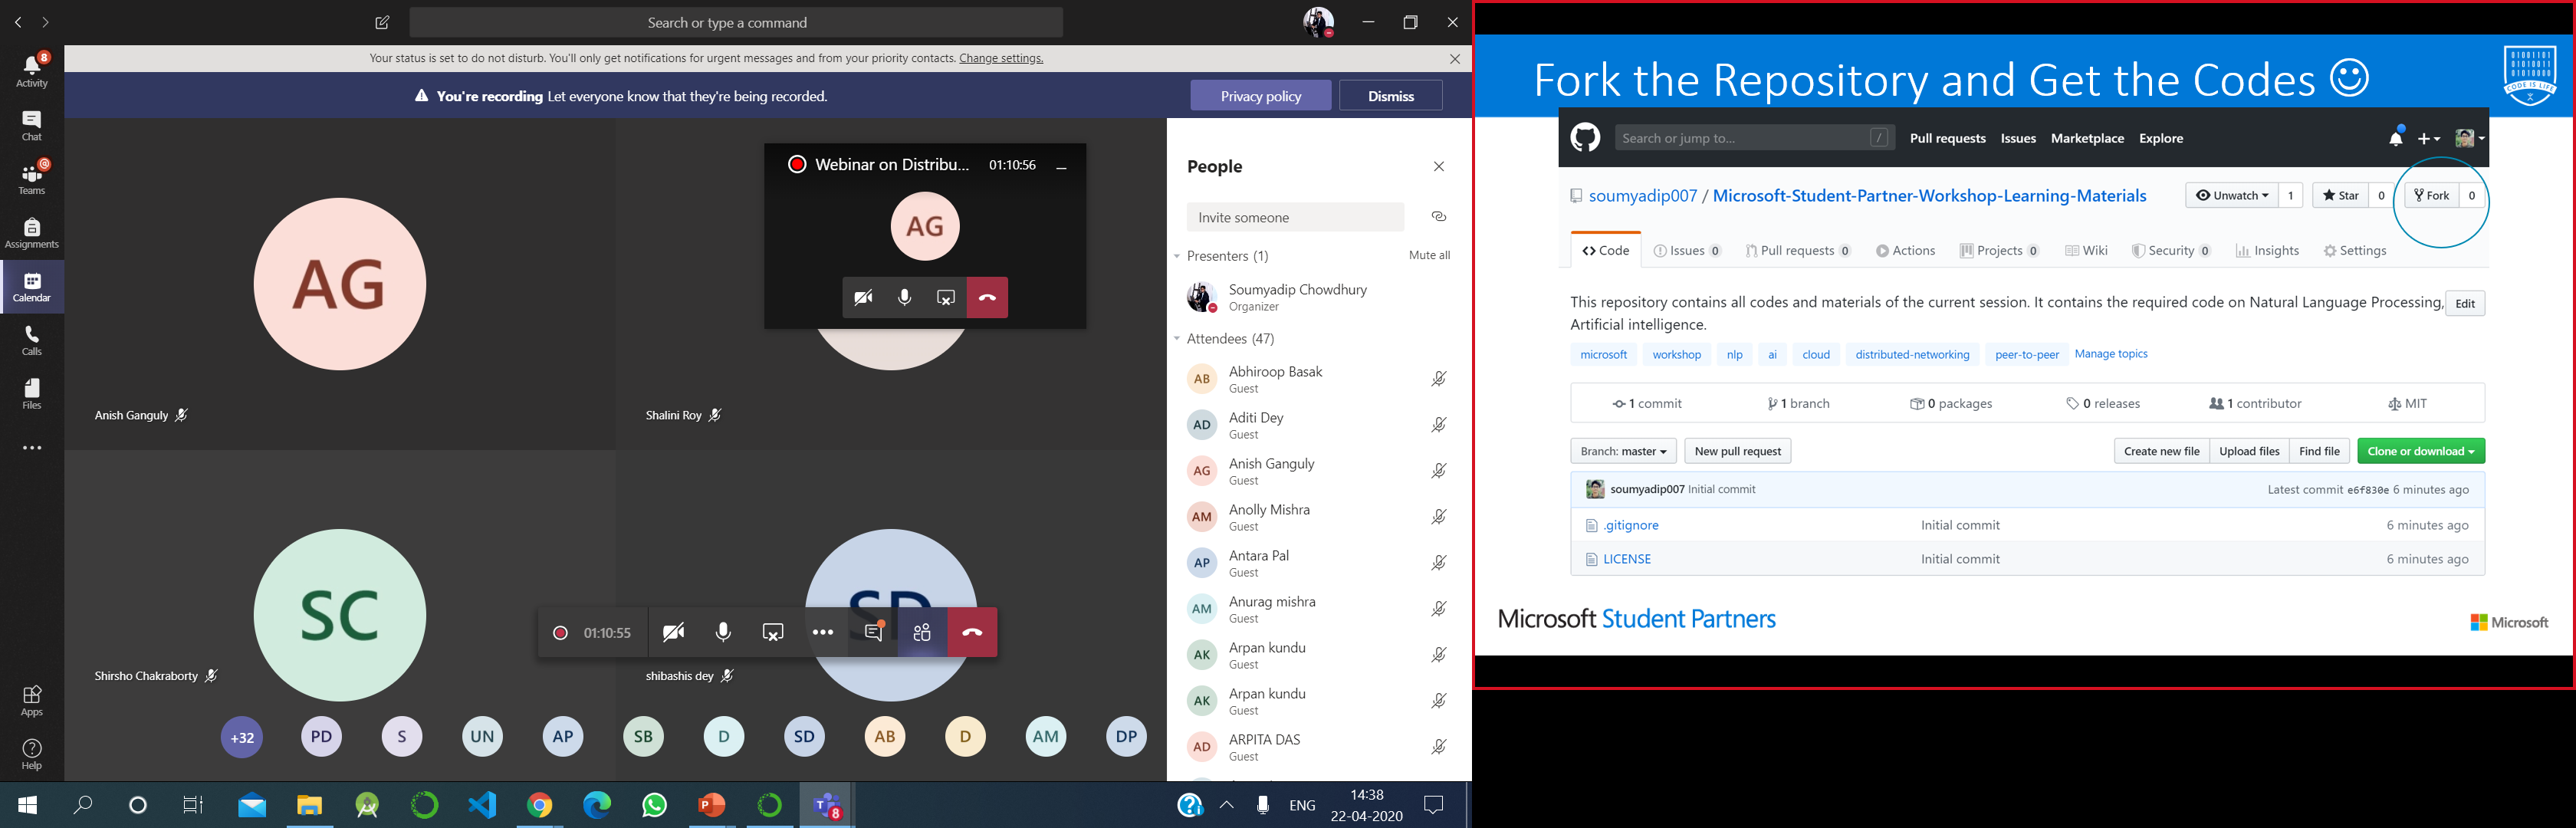 Search or type a command
Your status is set to do not disturb. You'll only get notifications for urgent messages and from your priority contacts. Change settings.
You're recording Let everyone know that they're being recorded.
Privacy policy
Dismiss
8
Activity
Chat
Teams
Assignments
Calendar
Calls
Files
Apps
Help
AG
Anish Ganguly
Webinar on Distribu...
01:10:56
AG
Shalini Roy
SC
Shirsho Chakraborty
SD
01:10:55
shibashis dey
+32
PD
S
UN
AP
SB
D
SD
AB
D
AM
DP
People
Invite someone
Presenters (1)
Mute all
Soumyadip Chowdhury
Organizer
Attendees (47)
AB
Abhiroop Basak
Guest
AD
Aditi Dey
Guest
AG
Anish Ganguly
Guest
AM
Anolly Mishra
Guest
AP
Antara Pal
Guest
AM
Anurag mishra
Guest
AK
Arpan kundu
Guest
AK
Arpan kundu
Guest
AD
ARPITA DAS
Guest
8
ENG
14:38
22-04-2020
Fork the Repository and Get the Codes
01001101
01010011
01010000
CODE IS LIFE
Search or jump to...
/
Pull requests
Issues
Marketplace
Explore
soumyadip007 / Microsoft-Student-Partner-Workshop-Learning-Materials
Unwatch
1
Star
0
Fork
0
Code
Issues 0
Pull requests 0
Actions
Projects 0
Wiki
Security 0
Insights
Settings
This repository contains all codes and materials of the current session. It contains the required code on Natural Language Processing,
Artificial intelligence.
Edit
microsoft
workshop
nlp
ai
cloud
distributed-networking
peer-to-peer
Manage topics
1 commit
1 branch
0 packages
0 releases
1 contributor
MIT
Branch: master
New pull request
Create new file
Upload files
Find file
Clone or download
soumyadip007 Initial commit
Latest commit e6f830e 6 minutes ago
.gitignore
Initial commit
6 minutes ago
LICENSE
Initial commit
6 minutes ago
Microsoft Student Partners
Microsoft